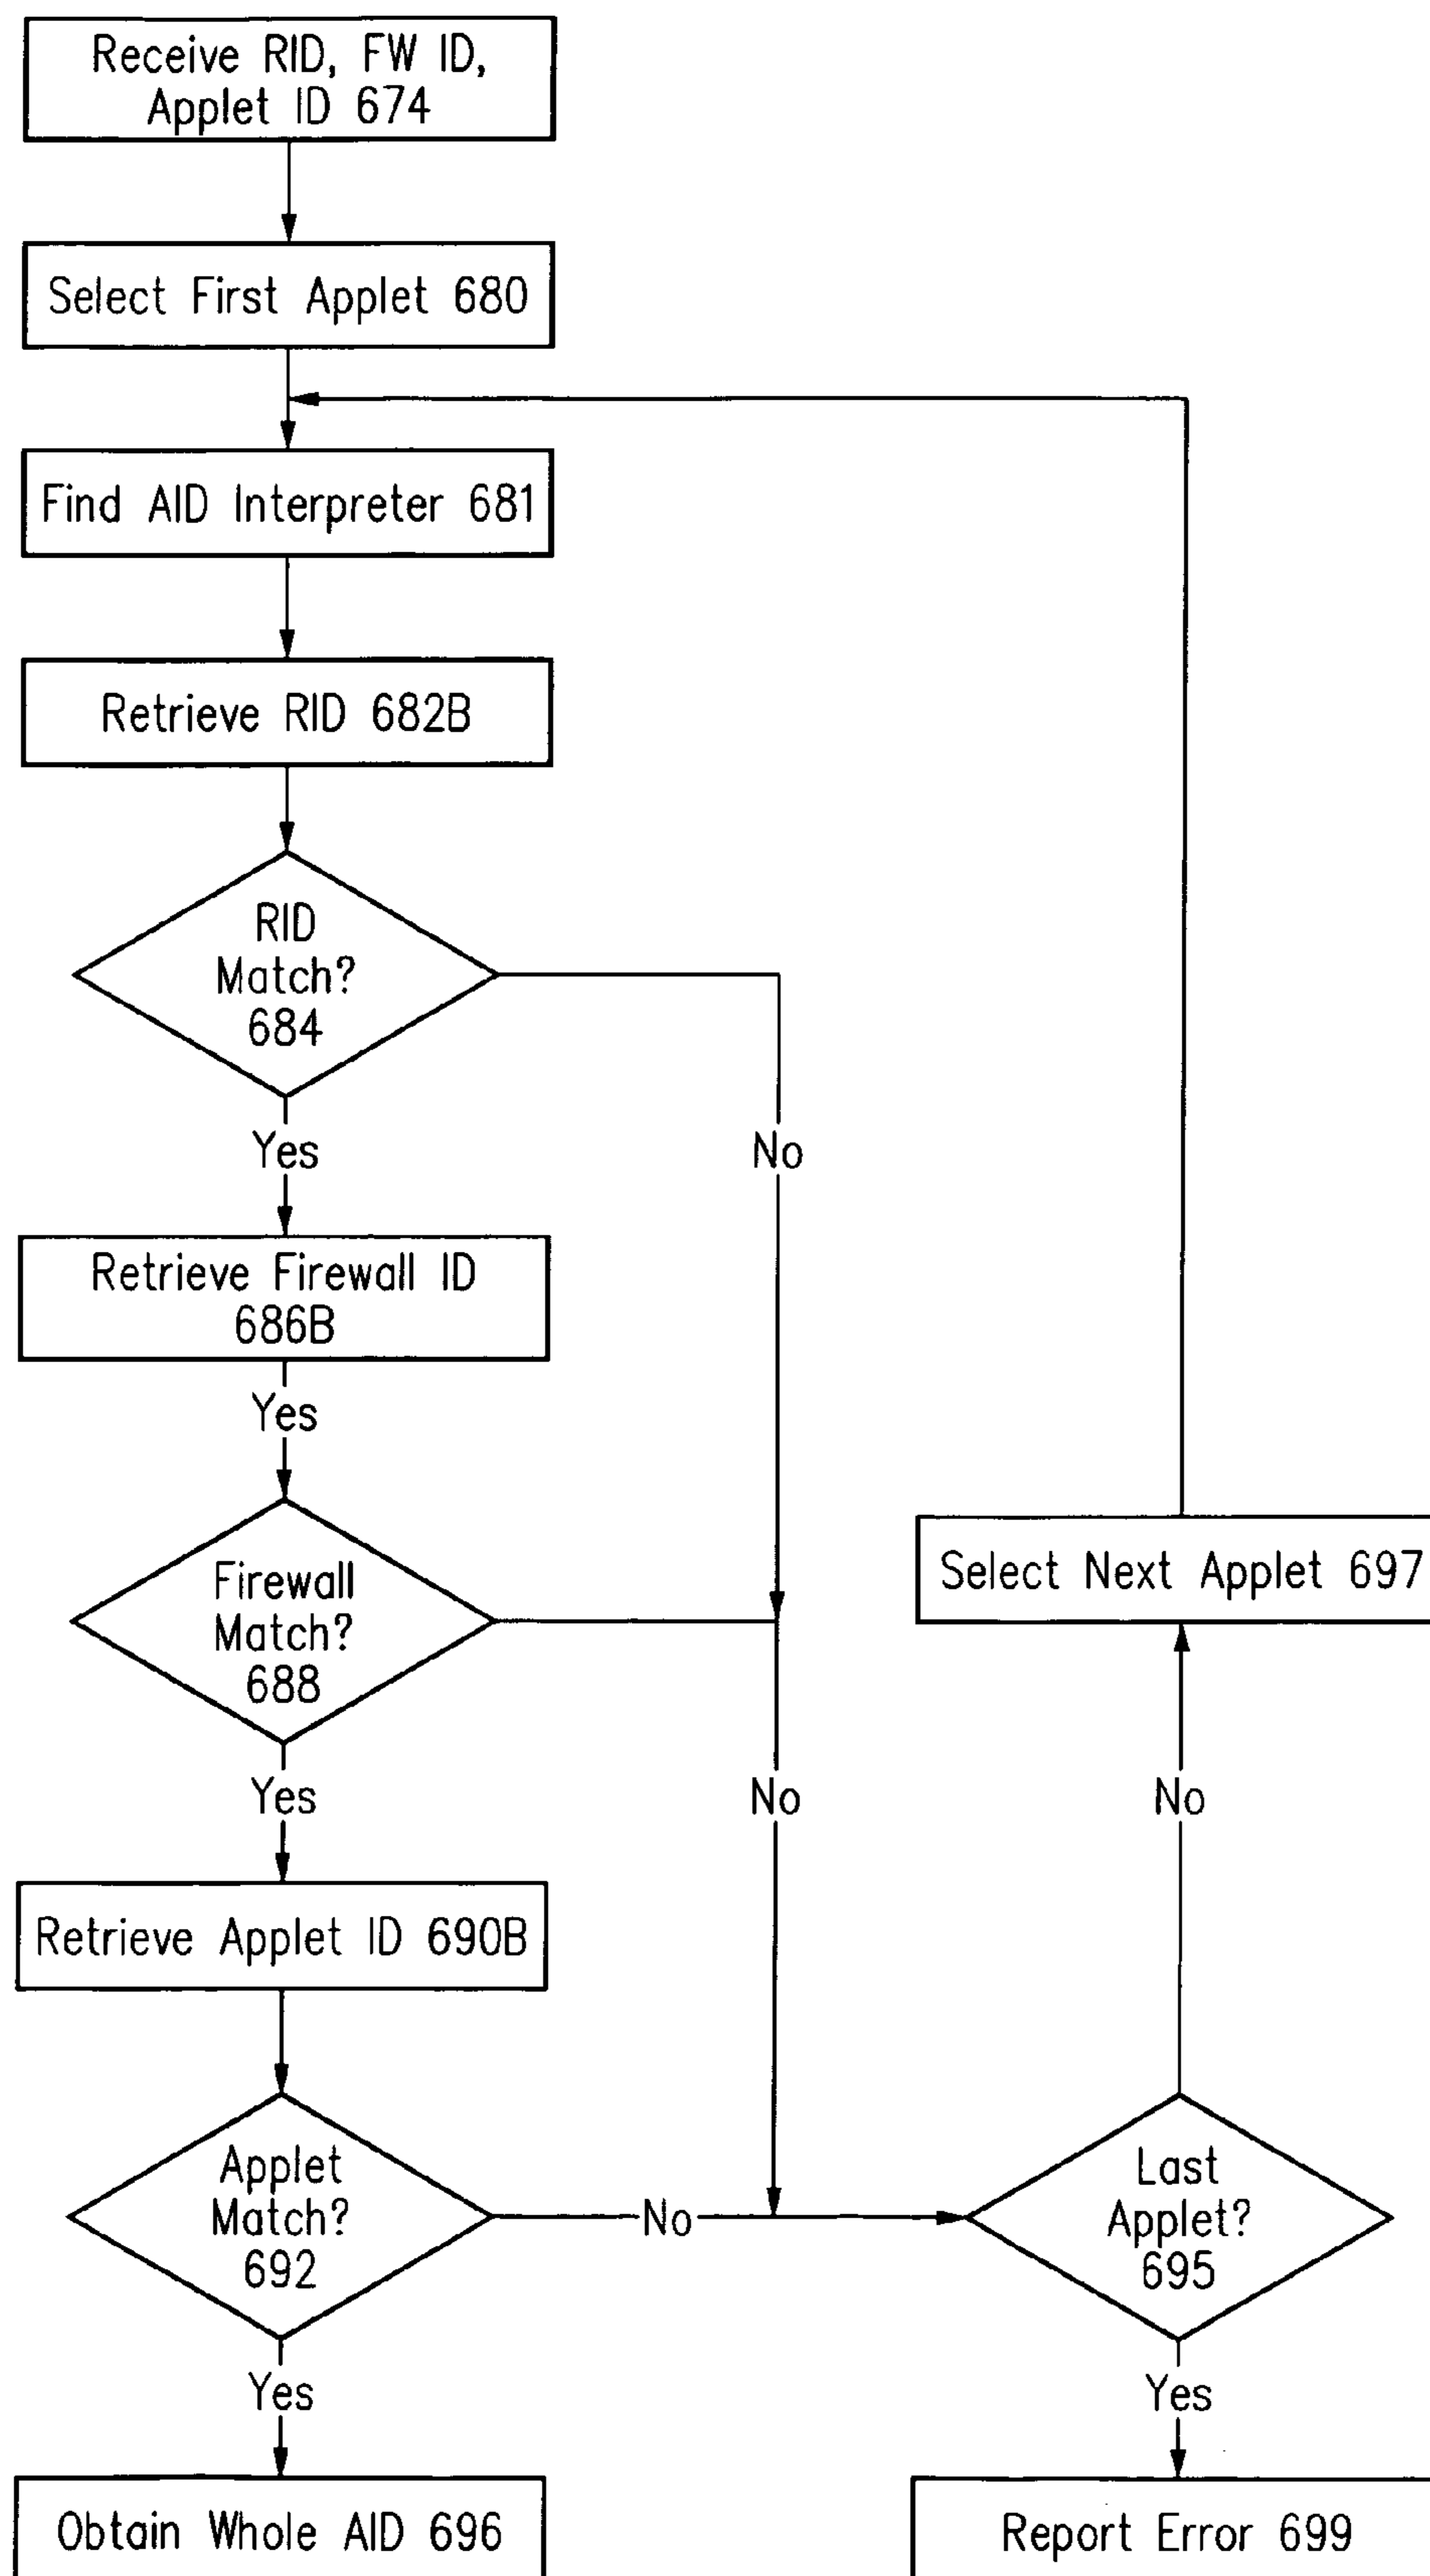 Receive RID, FW ID,
Applet ID 674
Select First Applet 680
Find AID Interpreter 681
Retrieve RID 682B
RID
Match?
684
Yes
No
Retrieve Firewall ID
686B
Yes
Firewall
Match?
688
Select Next Applet 697
Yes
No
No
Retrieve Applet ID 690B
Applet
Match?
692
No
Last
Applet?
695
Yes
Yes
Obtain Whole AID 696
Report Error 699